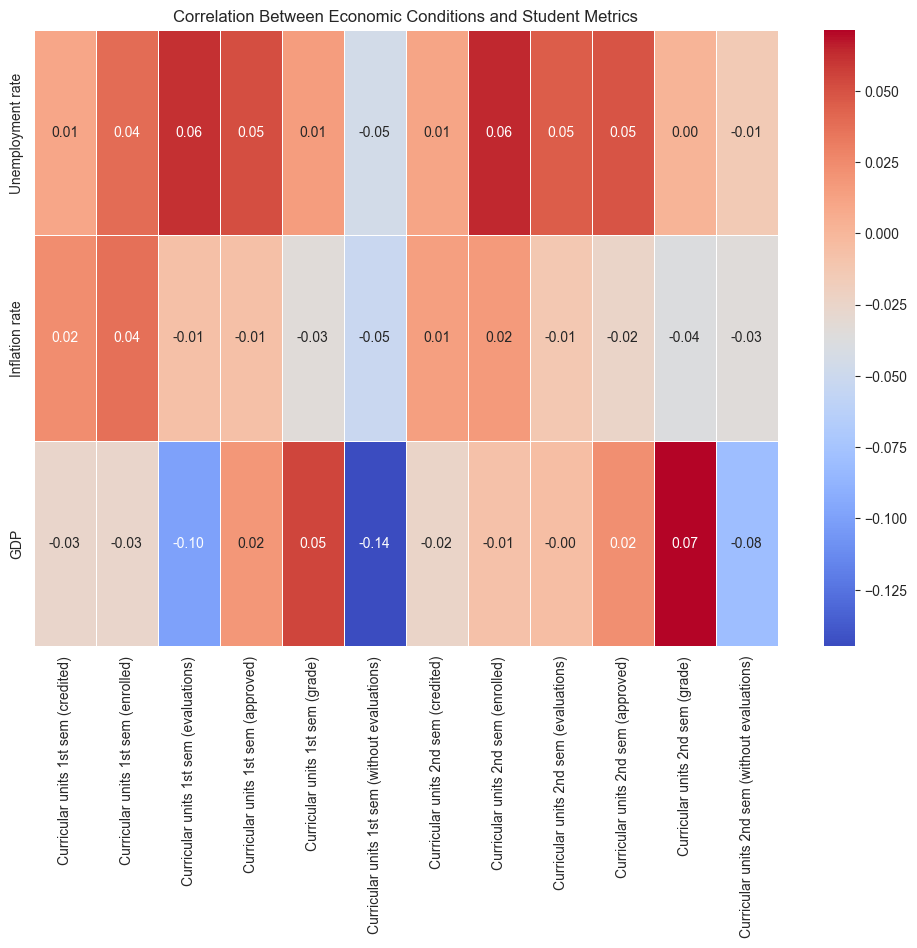 Correlation Between Economic Conditions and Student Metrics
Unemployment rate
0.01 0.04 0.06 0.05 0.01 -0.05 0.01 0.06 0.05 0.05 0.00 -0.01
Inflation rate
0.02 0.04 -0.01 -0.01 -0.03 -0.05 0.01 0.02 -0.01 -0.02 -0.04 -0.03
GDP
-0.03 -0.03 -0.10 0.02 0.05 -0.14 -0.02 -0.01 -0.00 0.02 0.07 -0.08
Curricular units 1st sem (credited)
Curricular units 1st sem (enrolled)
Curricular units 1st sem (evaluations)
Curricular units 1st sem (approved)
Curricular units 1st sem (grade)
Curricular units 1st sem (without evaluations)
Curricular units 2nd sem (credited)
Curricular units 2nd sem (enrolled)
Curricular units 2nd sem (evaluations)
Curricular units 2nd sem (approved)
Curricular units 2nd sem (grade)
Curricular units 2nd sem (without evaluations)
0.050
0.025
0.000
−0.025
−0.050
−0.075
−0.100
−0.125